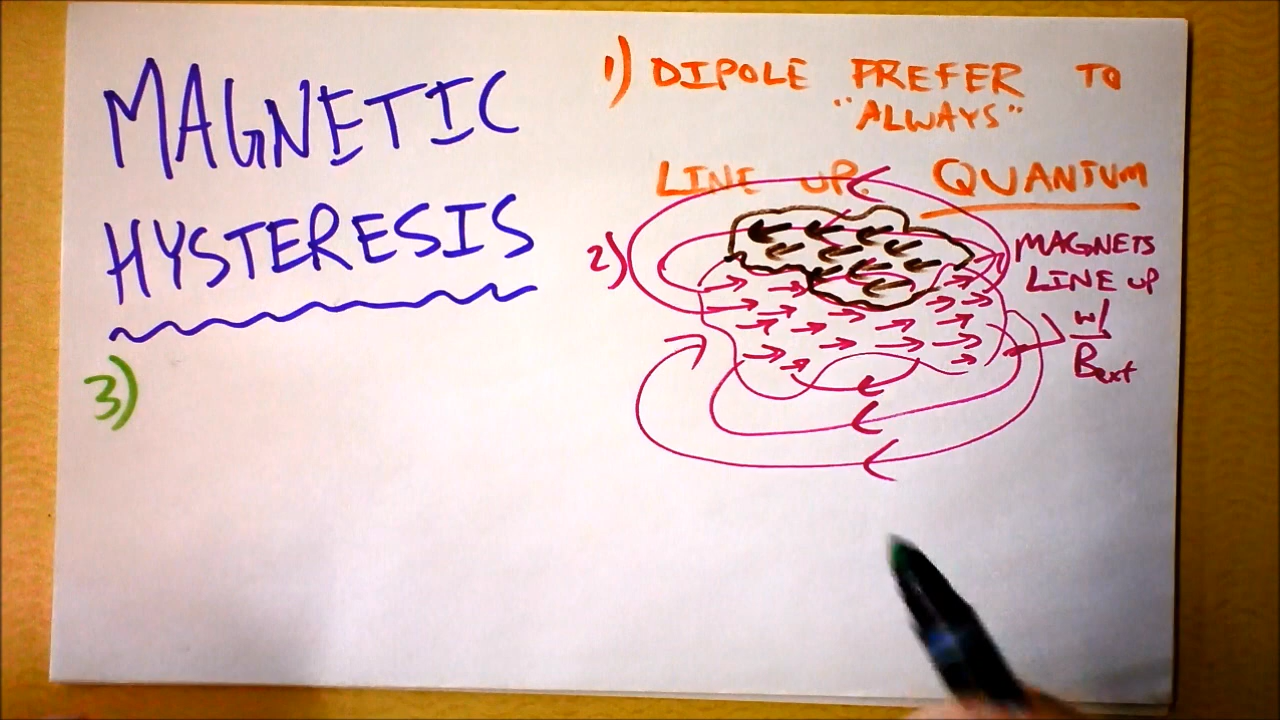 MAGNETIC
HYSTERESIS
1) DIPOLE PREFER TO
"ALWAYS"
LINE UP. QUANTUM
2)
MAGNETS
LINE UP
w/
Bext
3)